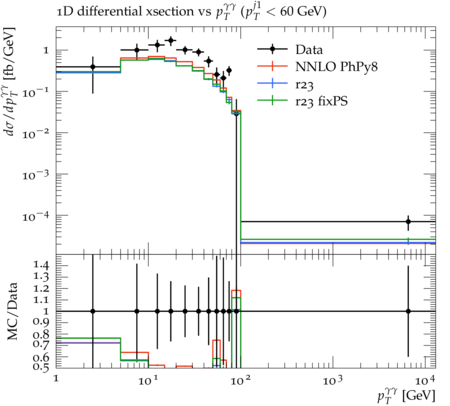 1D differential xsection vs p_T^γγ (p_T^j1 < 60 GeV)
dσ/dp_T^γγ [fb/GeV]
Data
NNLO PhPy8
r23
r23 fixPS
1
10^−1
10^−2
10^−3
10^−4
MC/Data
1.4
1.3
1.2
1.1
1
0.9
0.8
0.7
0.6
0.5
1 10^1 10^2 10^3 10^4
p_T^γγ [GeV]